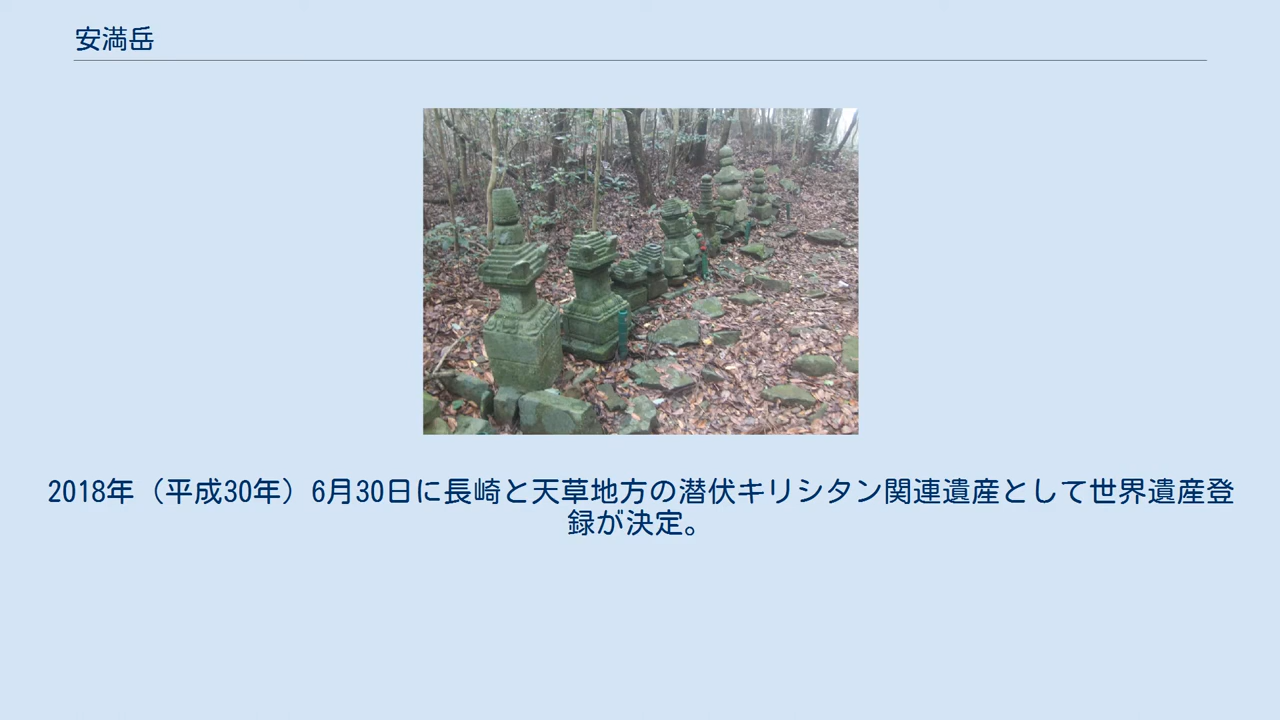 安満岳
2018年（平成30年）6月30日に長崎と天草地方の潜伏キリシタン関連遺産として世界遺産登
録が決定。